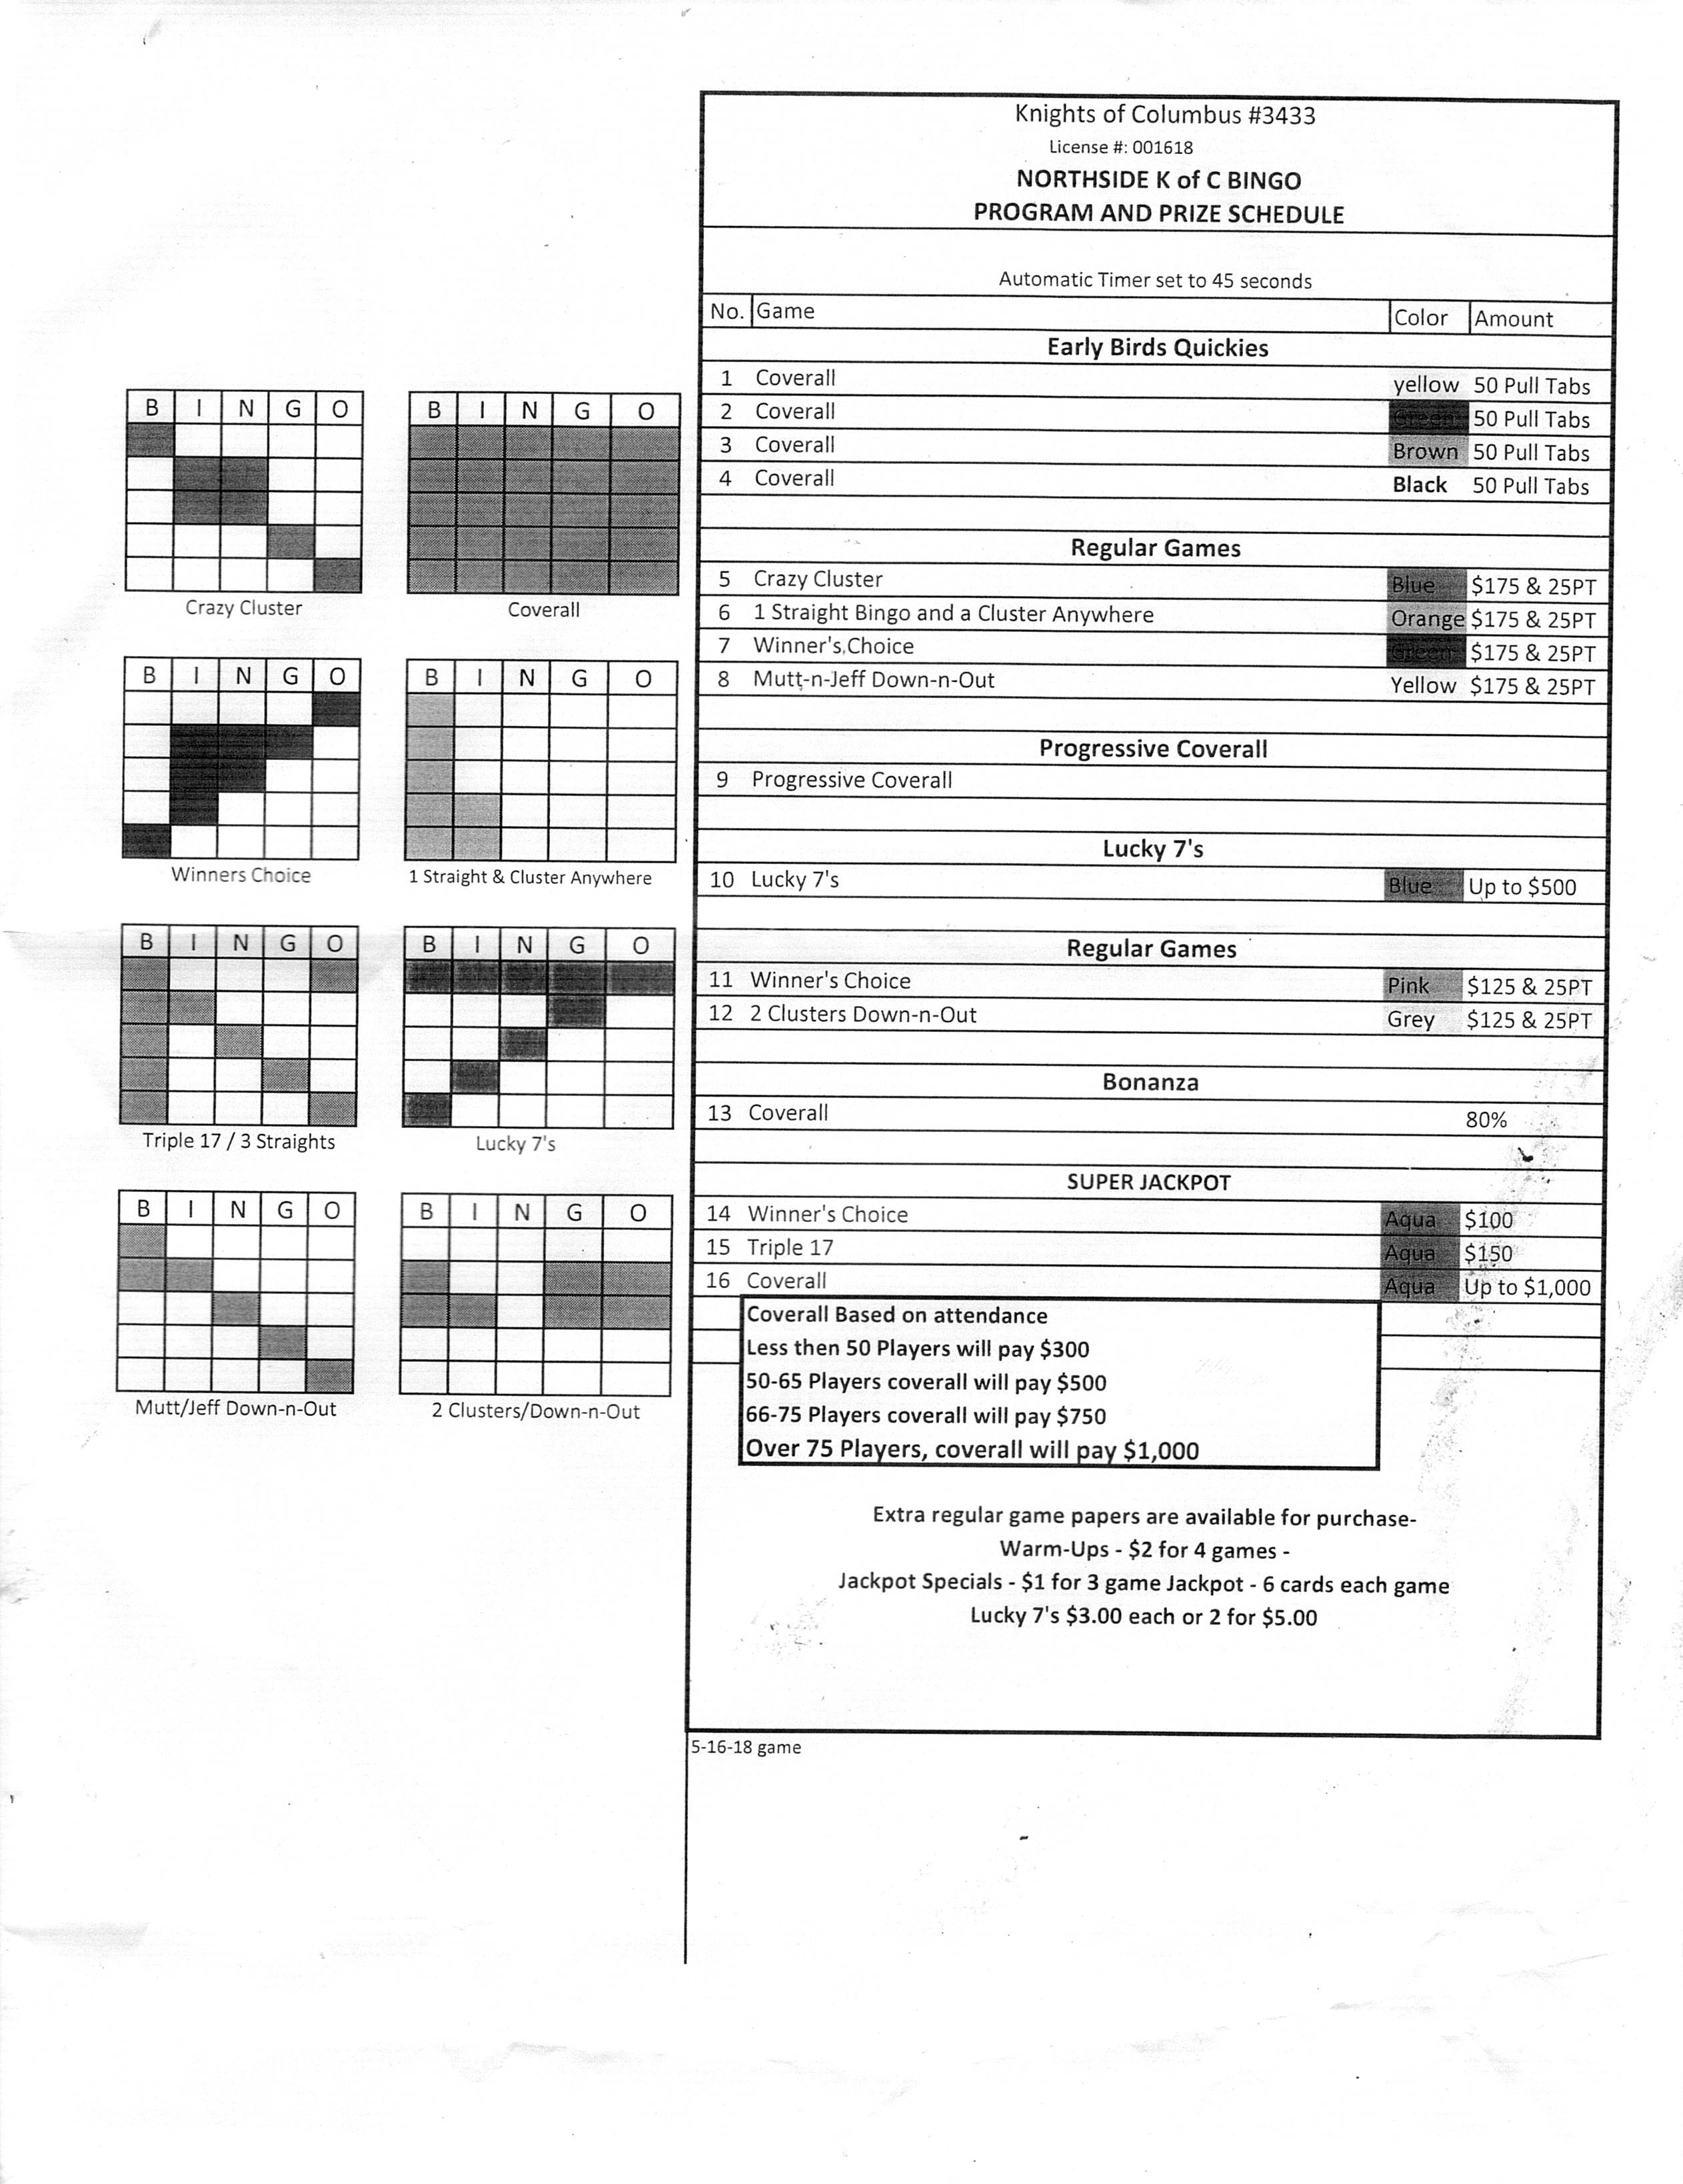 Knights of Columbus #3433
License #: 001618
NORTHSIDE K of C BINGO
PROGRAM AND PRIZE SCHEDULE
Automatic Timer set to 45 seconds
No. Game Color Amount
Early Birds Quickies
1 Coverall yellow 50 Pull Tabs
2 Coverall Green 50 Pull Tabs
3 Coverall Brown 50 Pull Tabs
4 Coverall Black 50 Pull Tabs
Regular Games
5 Crazy Cluster Blue $175 & 25PT
6 1 Straight Bingo and a Cluster Anywhere Orange $175 & 25PT
7 Winner's Choice Green $175 & 25PT
8 Mutt-n-Jeff Down-n-Out Yellow $175 & 25PT
Progressive Coverall
9 Progressive Coverall
Lucky 7's
10 Lucky 7's Blue Up to $500
Regular Games
11 Winner's Choice Pink $125 & 25PT
12 2 Clusters Down-n-Out Grey $125 & 25PT
Bonanza
13 Coverall 80%
SUPER JACKPOT
14 Winner's Choice Aqua $100
15 Triple 17 Aqua $150
16 Coverall Aqua Up to $1,000
Coverall Based on attendance
Less then 50 Players will pay $300
50-65 Players coverall will pay $500
66-75 Players coverall will pay $750
Over 75 Players, coverall will pay $1,000
Extra regular game papers are available for purchase-
Warm-Ups - $2 for 4 games -
Jackpot Specials - $1 for 3 game Jackpot - 6 cards each game
Lucky 7's $3.00 each or 2 for $5.00
5-16-18 game
B I N G O B I N G O
Crazy Cluster Coverall
B I N G O B I N G O
Winners Choice 1 Straight & Cluster Anywhere
B I N G O B I N G O
Triple 17 / 3 Straights Lucky 7's
B I N G O B I N G O
Mutt/Jeff Down-n-Out 2 Clusters/Down-n-Out